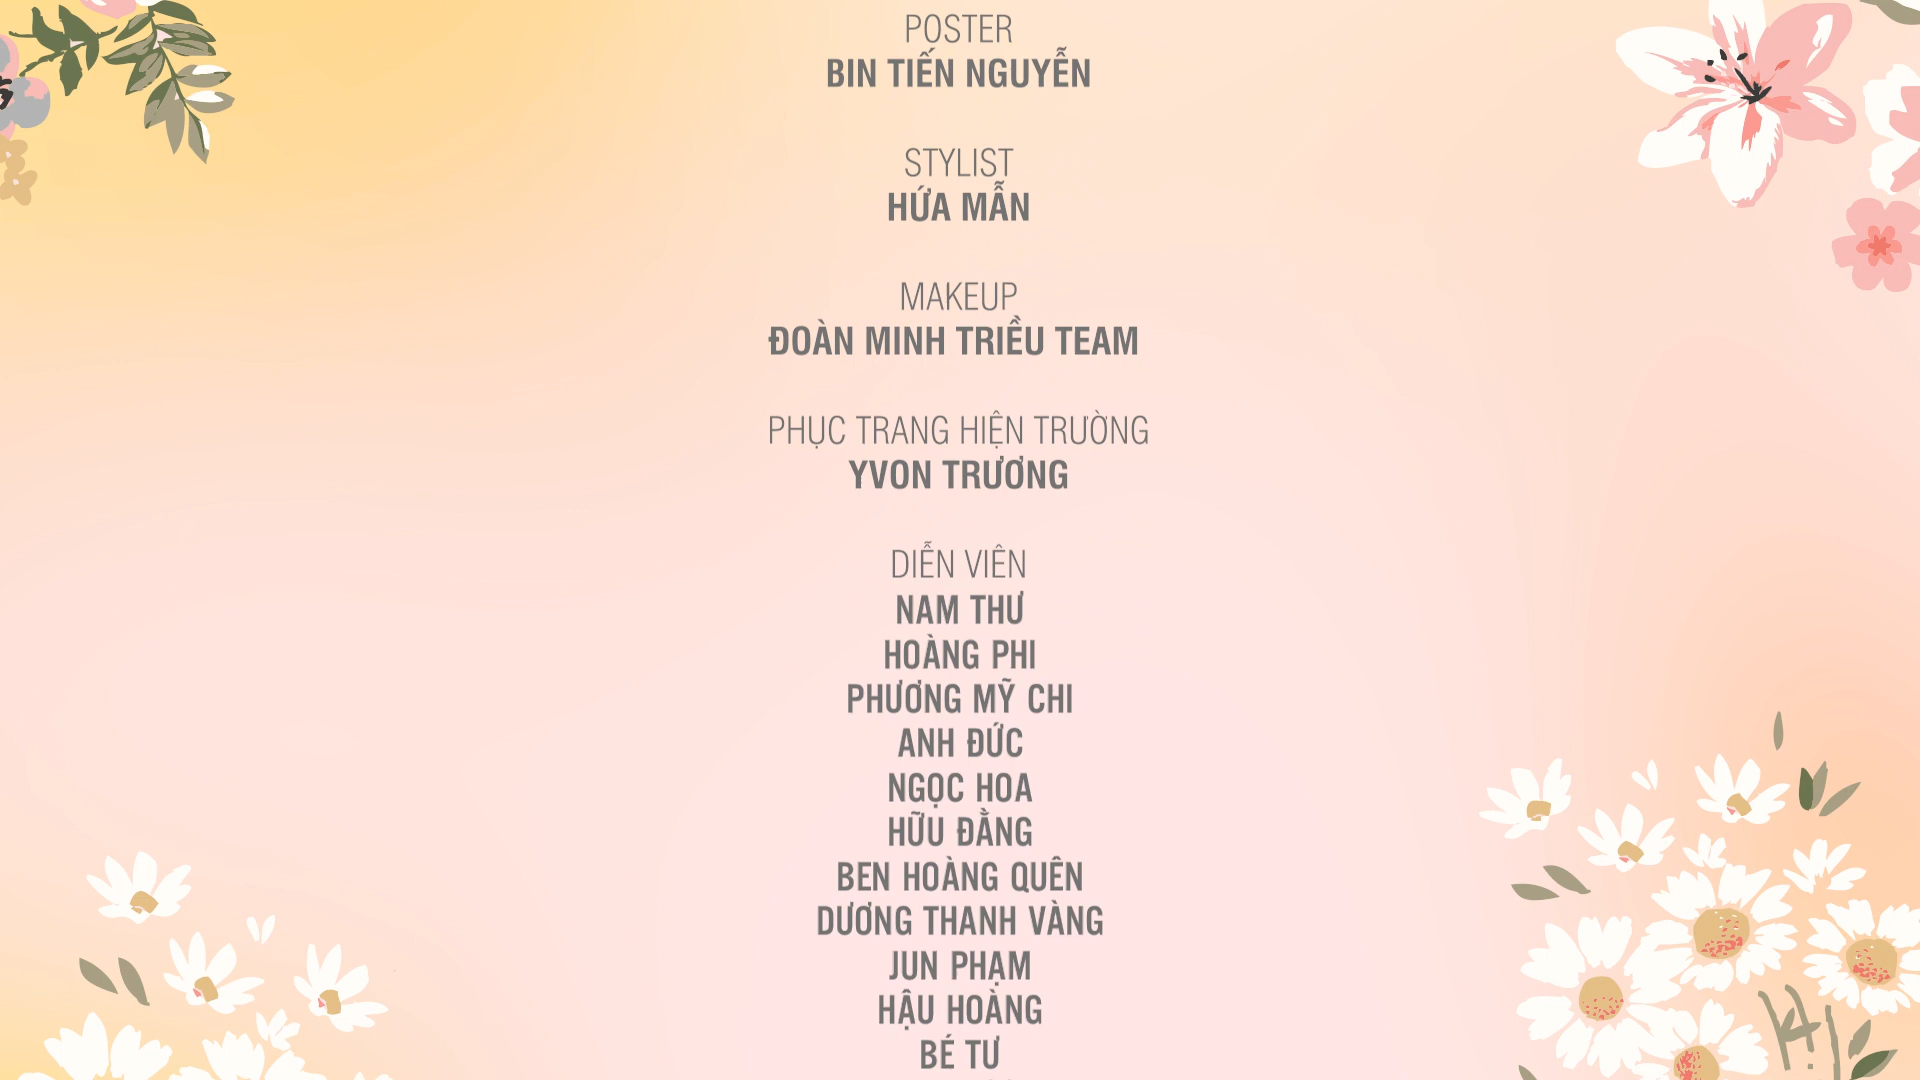 POSTER
BIN TIẾN NGUYỄN
STYLIST
HỨA MẪN
MAKEUP
ĐOÀN MINH TRIỀU TEAM
PHỤC TRANG HIỆN TRƯỜNG
YVON TRƯƠNG
DIỄN VIÊN
NAM THƯ
HOÀNG PHI
PHƯƠNG MỸ CHI
ANH ĐỨC
NGỌC HOA
HỮU ĐẰNG
BEN HOÀNG QUÊN
DƯƠNG THANH VÀNG
JUN PHẠM
HẬU HOÀNG
BÉ TƯ